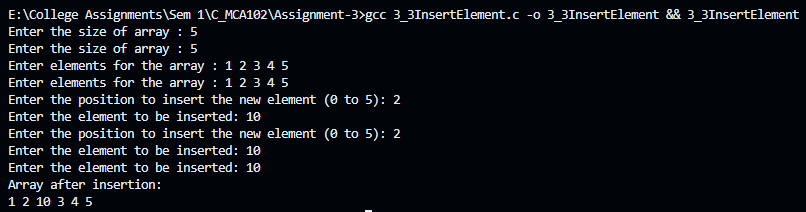 E:\College Assignments\Sem 1\C_MCA102\Assignment-3>gcc 3_3InsertElement.c -o 3_3InsertElement && 3_3InsertElement
Enter the size of array : 5
Enter the size of array : 5
Enter elements for the array : 1 2 3 4 5
Enter elements for the array : 1 2 3 4 5
Enter the position to insert the new element (0 to 5): 2
Enter the element to be inserted: 10
Enter the position to insert the new element (0 to 5): 2
Enter the element to be inserted: 10
Enter the element to be inserted: 10
Array after insertion:
1 2 10 3 4 5